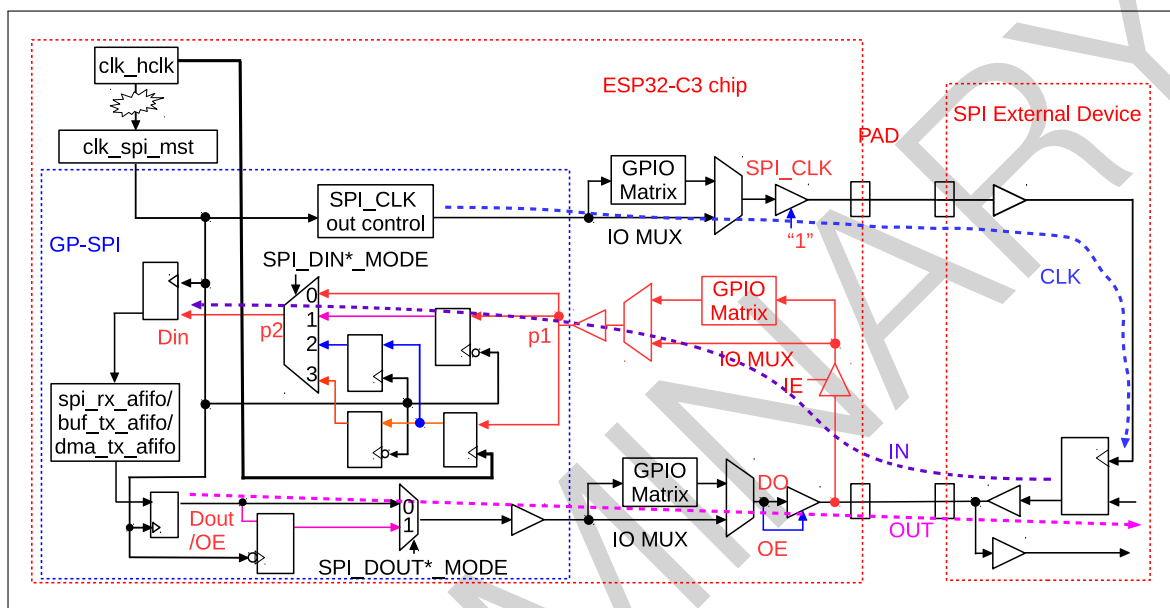 clk_hclk
ESP32-C3 chip
SPI External Device
clk_spi_mst
PAD
GPIO
Matrix
SPI_CLK
SPI_CLK
out control
IO MUX
“1”
GP-SPI
SPI_DIN*_MODE
CLK
0
1
2
3
GPIO
Matrix
Din
p2
p1
IO MUX
IE
spi_rx_afifo/
buf_tx_afifo/
dma_tx_afifo
IN
GPIO
Matrix
DO
Dout
/OE
0
1
OUT
IO MUX
OE
SPI_DOUT*_MODE
MINARY